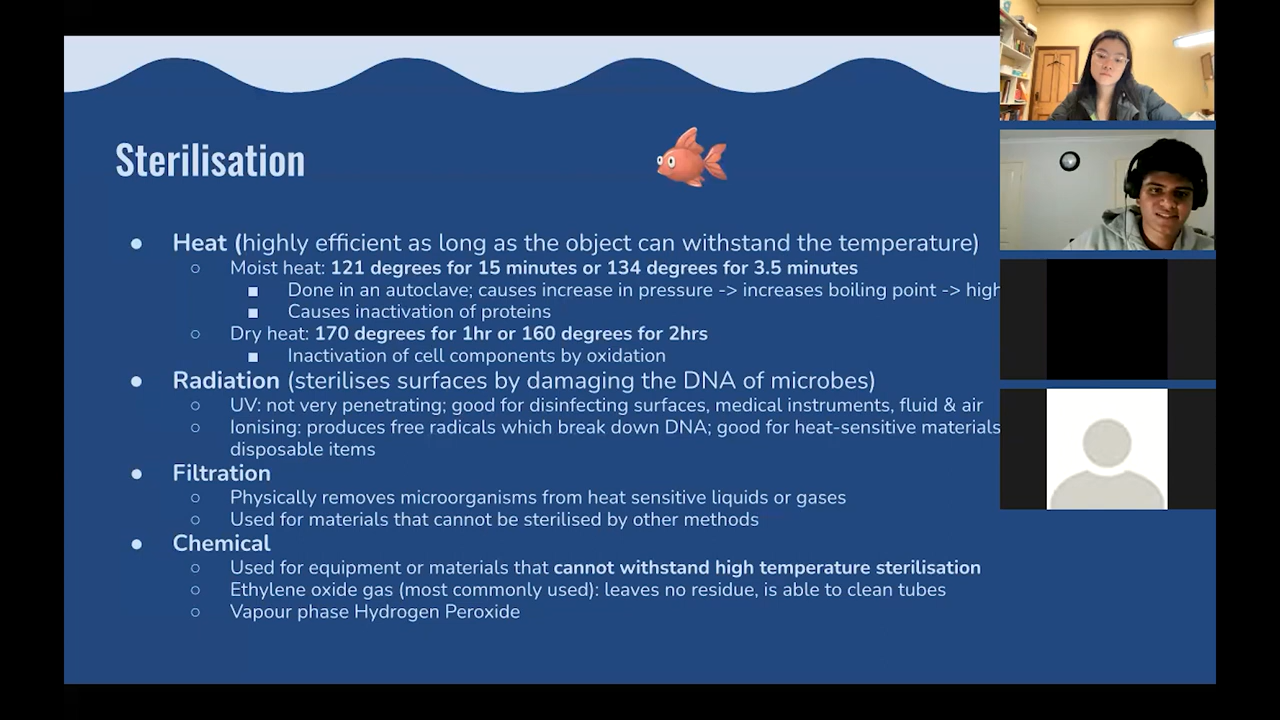 Sterilisation
● Heat (highly efficient as long as the object can withstand the temperature)
○ Moist heat: 121 degrees for 15 minutes or 134 degrees for 3.5 minutes
■ Done in an autoclave; causes increase in pressure -> increases boiling point -> high
■ Causes inactivation of proteins
○ Dry heat: 170 degrees for 1hr or 160 degrees for 2hrs
■ Inactivation of cell components by oxidation
● Radiation (sterilises surfaces by damaging the DNA of microbes)
○ UV: not very penetrating; good for disinfecting surfaces, medical instruments, fluid & air
○ Ionising: produces free radicals which break down DNA; good for heat-sensitive materials
disposable items
● Filtration
○ Physically removes microorganisms from heat sensitive liquids or gases
○ Used for materials that cannot be sterilised by other methods
● Chemical
○ Used for equipment or materials that cannot withstand high temperature sterilisation
○ Ethylene oxide gas (most commonly used): leaves no residue, is able to clean tubes
○ Vapour phase Hydrogen Peroxide